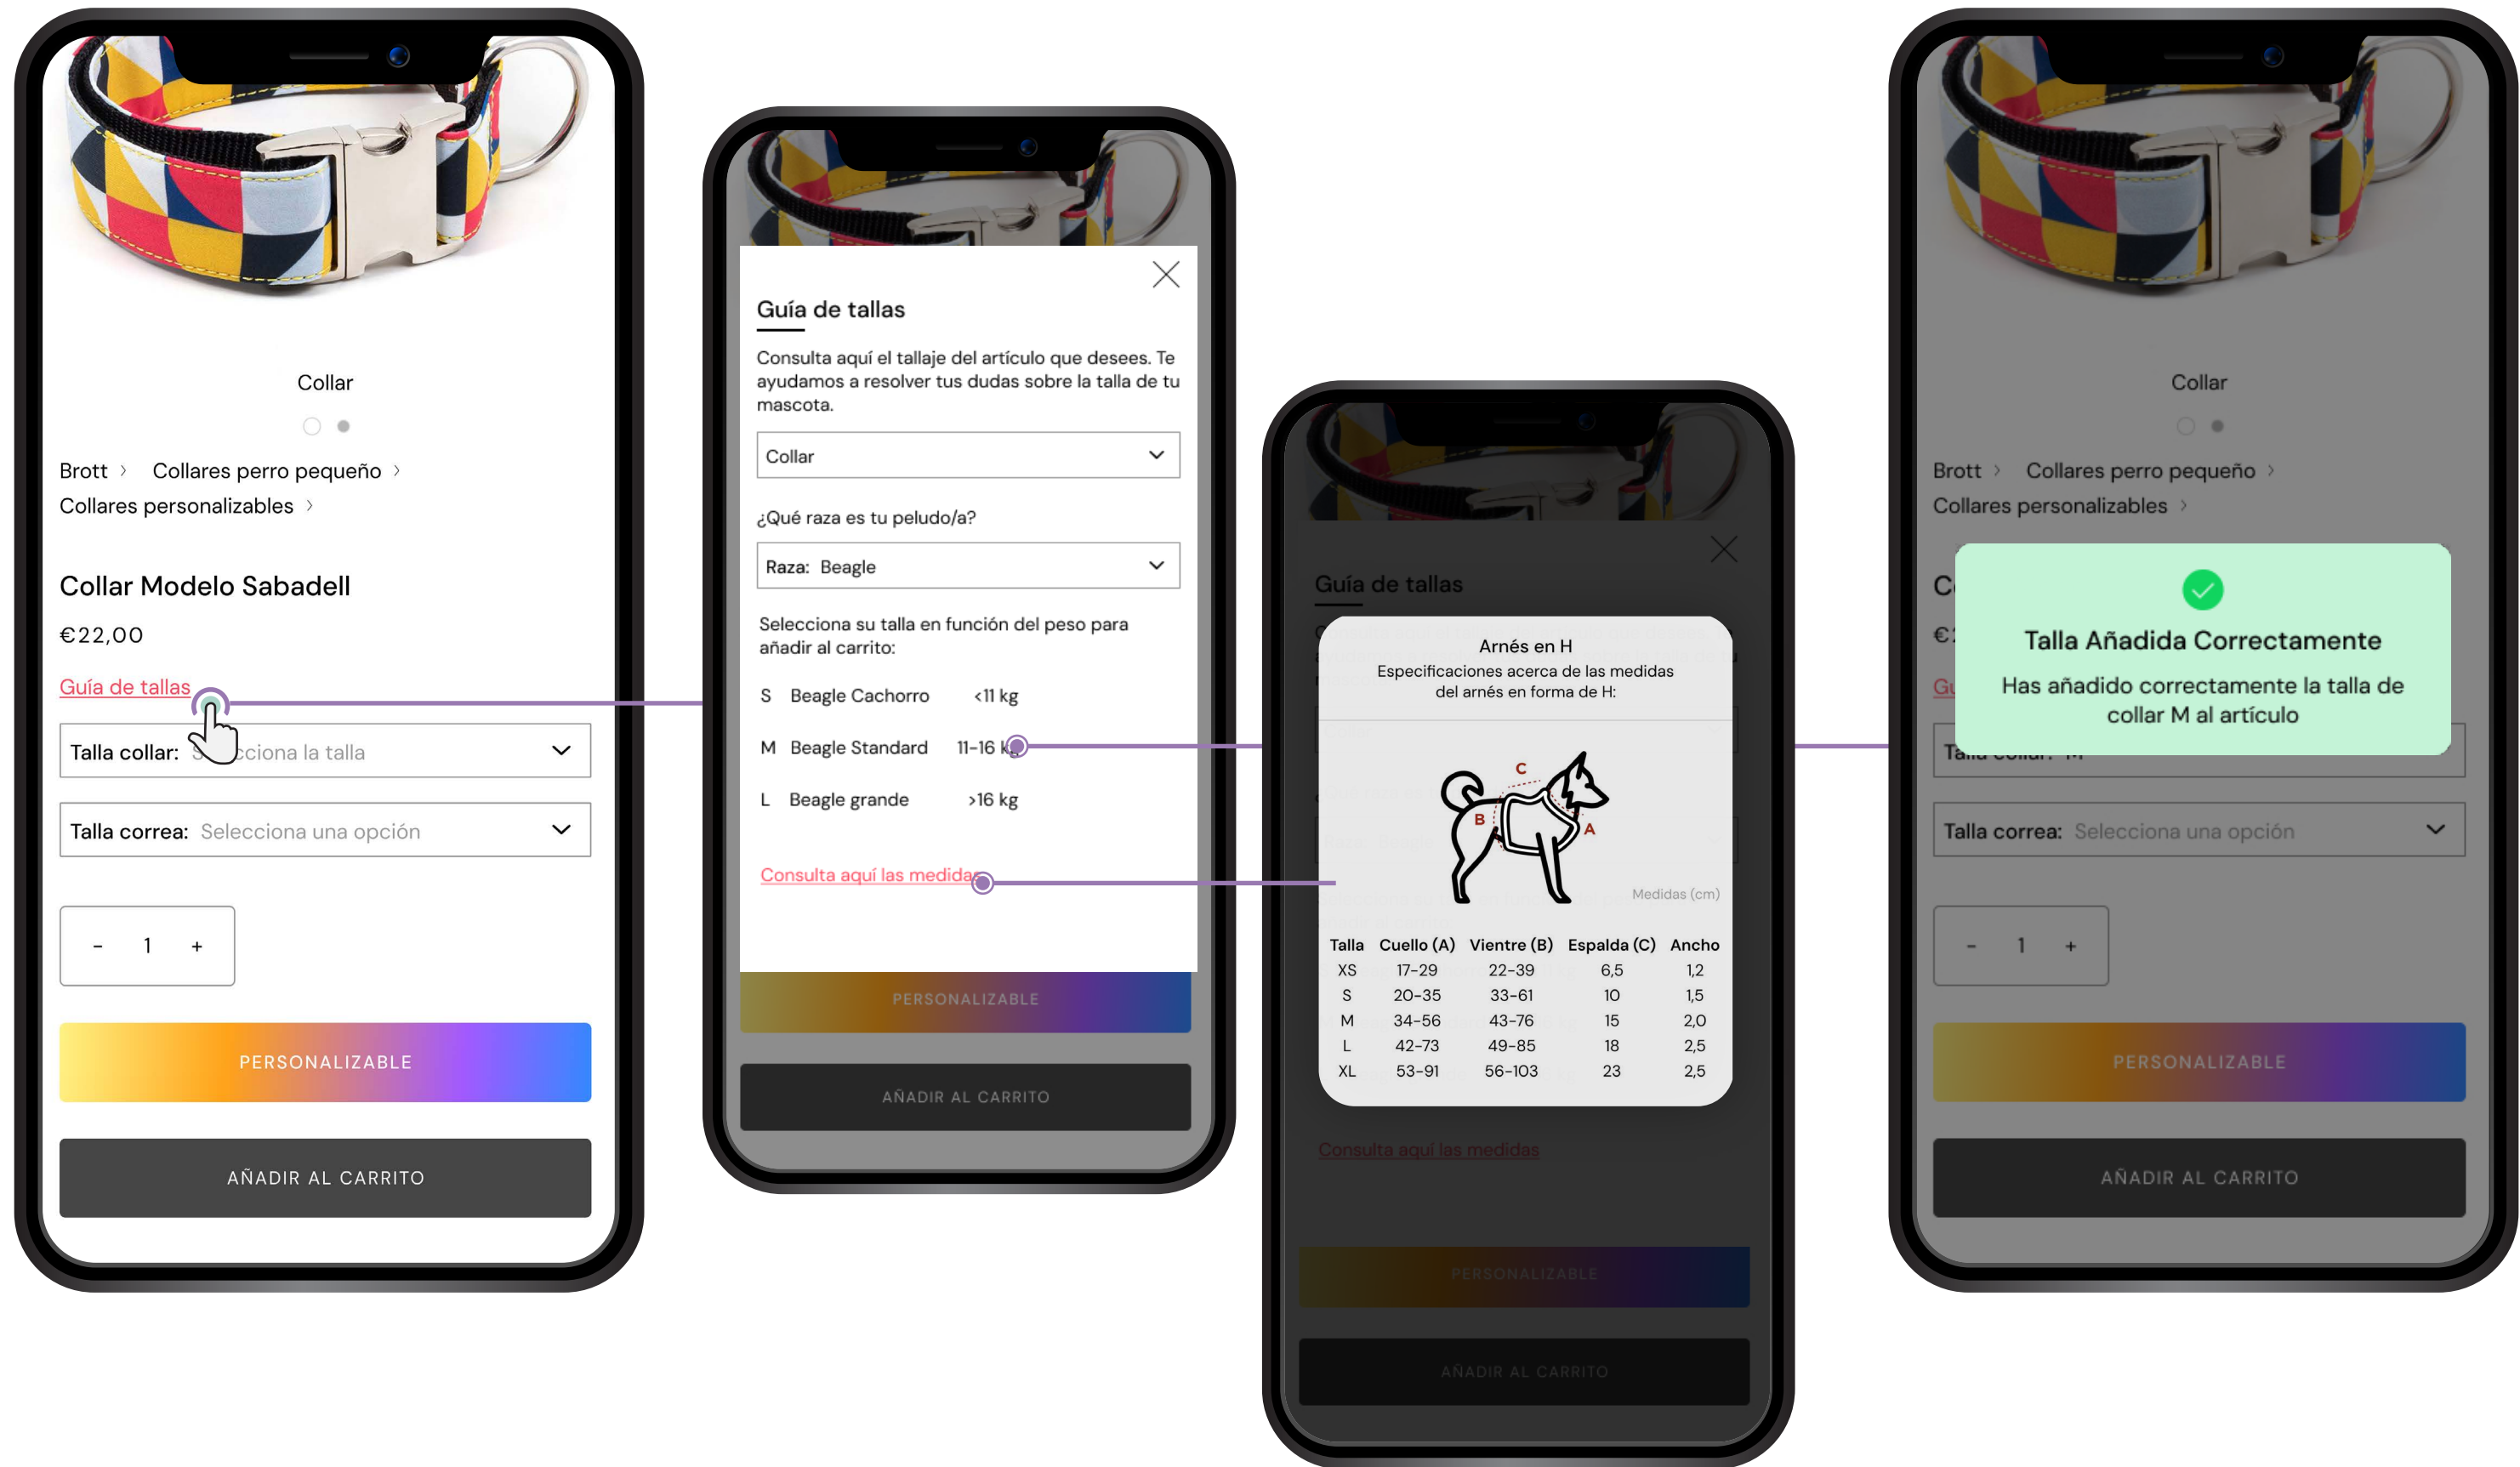 Collar
Brott > Collares perro pequeño >
Collares personalizables >
Collar Modelo Sabadell
€22,00
Guía de tallas
Talla collar: la talla
Talla correa: Selecciona una opción
- 1 +
PERSONALIZABLE
AÑADIR AL CARRITO
Guía de tallas
Consulta aquí el tallaje del artículo que desees. Te
ayudamos a resolver tus dudas sobre la talla de tu
mascota.
Collar
¿Qué raza es tu peludo/a?
Raza: Beagle
Selecciona su talla en función del peso para
añadir al carrito:
S Beagle Cachorro <11 kg
M Beagle Standard 11-16 kg
L Beagle grande >16 kg
Consulta aquí las medidas
PERSONALIZABLE
AÑADIR AL CARRITO
Guía de tallas
Arnés en H
Especificaciones acerca de las medidas
del arnés en forma de H:
C
B
A
Medidas (cm)
Talla Cuello (A) Vientre (B) Espalda (C) Ancho
XS 17-29 22-39 6,5 1,2
S 20-35 33-61 10 1,5
M 34-56 43-76 15 2,0
L 42-73 49-85 18 2,5
XL 53-91 56-103 23 2,5
Consulta aquí las medidas
PERSONALIZABLE
AÑADIR AL CARRITO
Collar
Brott > Collares perro pequeño >
Collares personalizables >
Talla Añadida Correctamente
Has añadido correctamente la talla de
collar M al artículo
Talla correa: Selecciona una opción
- 1 +
PERSONALIZABLE
AÑADIR AL CARRITO